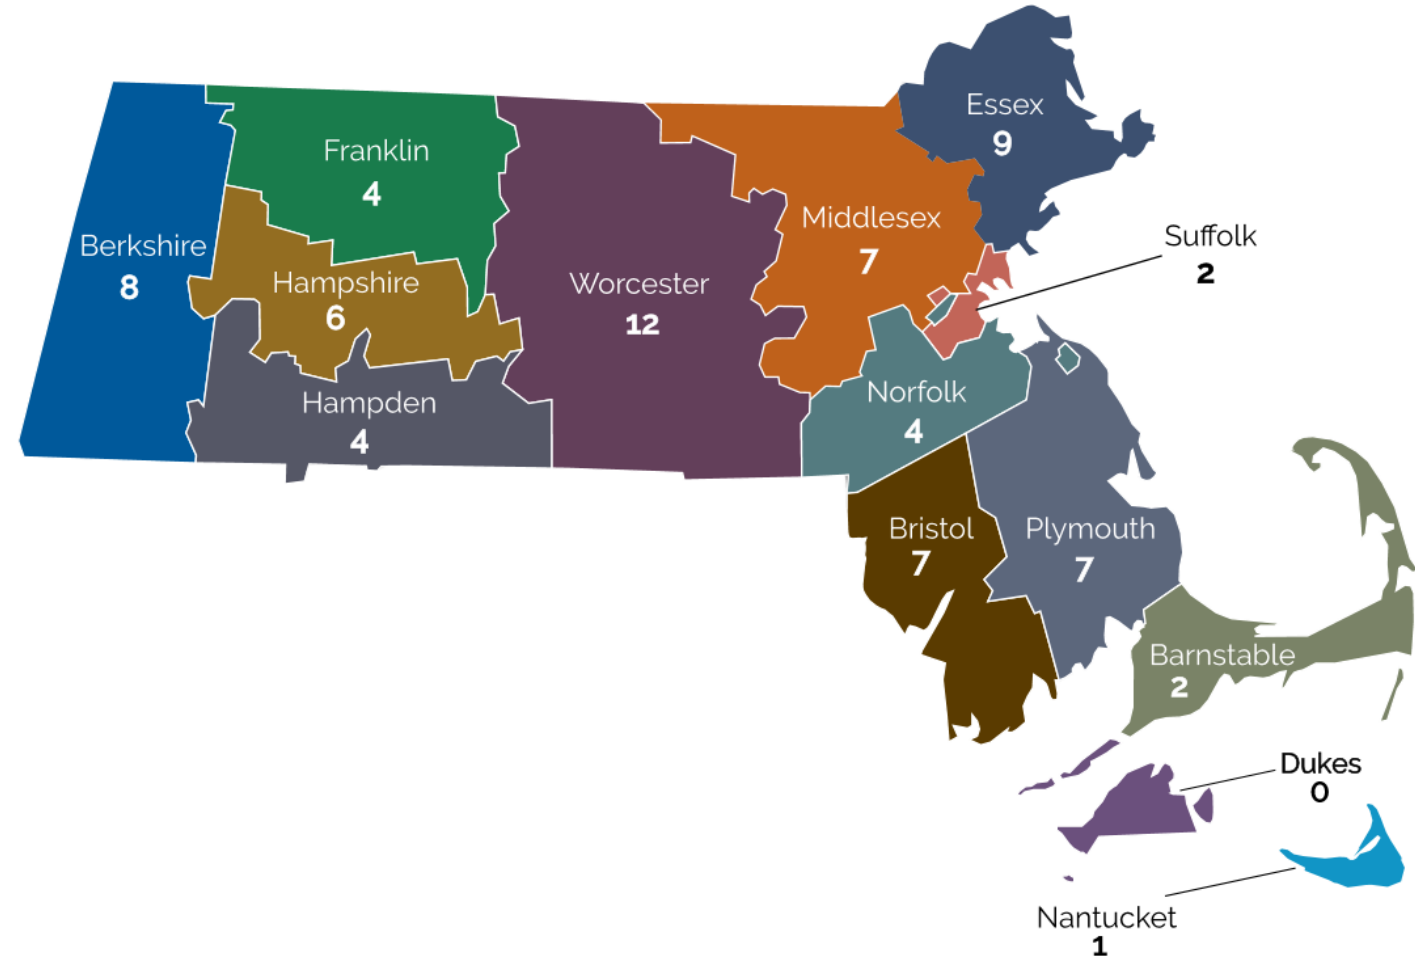 Essex
9
Franklin
4
Middlesex
7
Suffolk
2
Berkshire
8
Hampshire
6
Worcester
12
Hampden
4
Norfolk
4
Bristol
7
Plymouth
7
Barnstable
2
Dukes
0
Nantucket
1